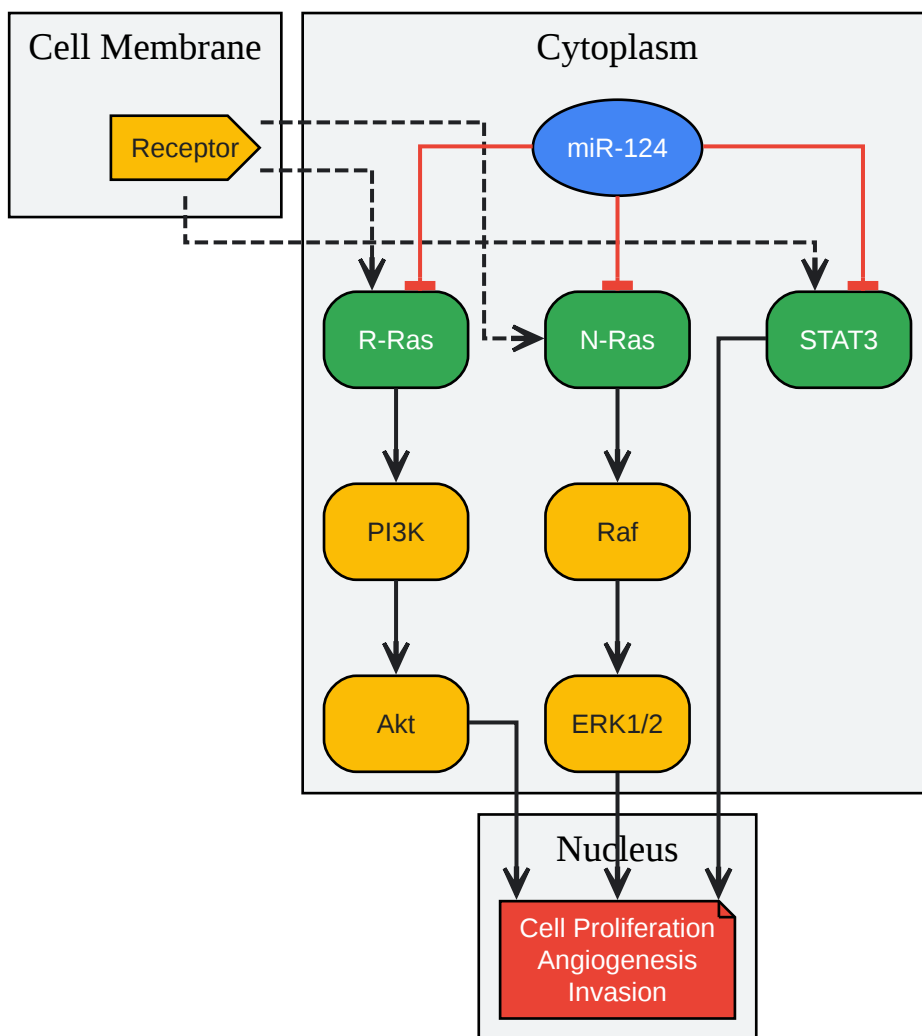 Cell Membrane
Cytoplasm
Receptor
miR-124
R-Ras
N-Ras
STAT3
PI3K
Raf
Akt
ERK1/2
Nucleus
Cell Proliferation
Angiogenesis
Invasion